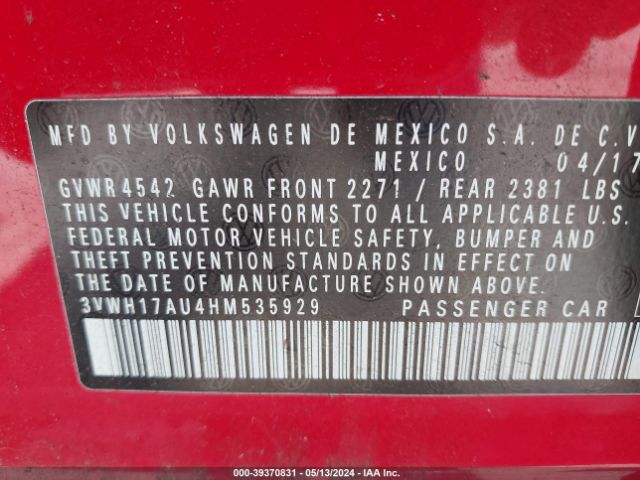 MFD BY VOLKSWAGEN DE MEXICO S.A. DE C.V
MEXICO 04/17
GVWR 4542 GAWR FRONT 2271 / REAR 2381 LBS
THIS VEHICLE CONFORMS TO ALL APPLICABLE U.S.
FEDERAL MOTOR VEHICLE SAFETY, BUMPER AND
THEFT PREVENTION STANDARDS IN EFFECT ON
THE DATE OF MANUFACTURE SHOWN ABOVE.
3VWH17AU4HM535929 PASSENGER CAR
000-39370831 - 05/13/2024 - IAA Inc.